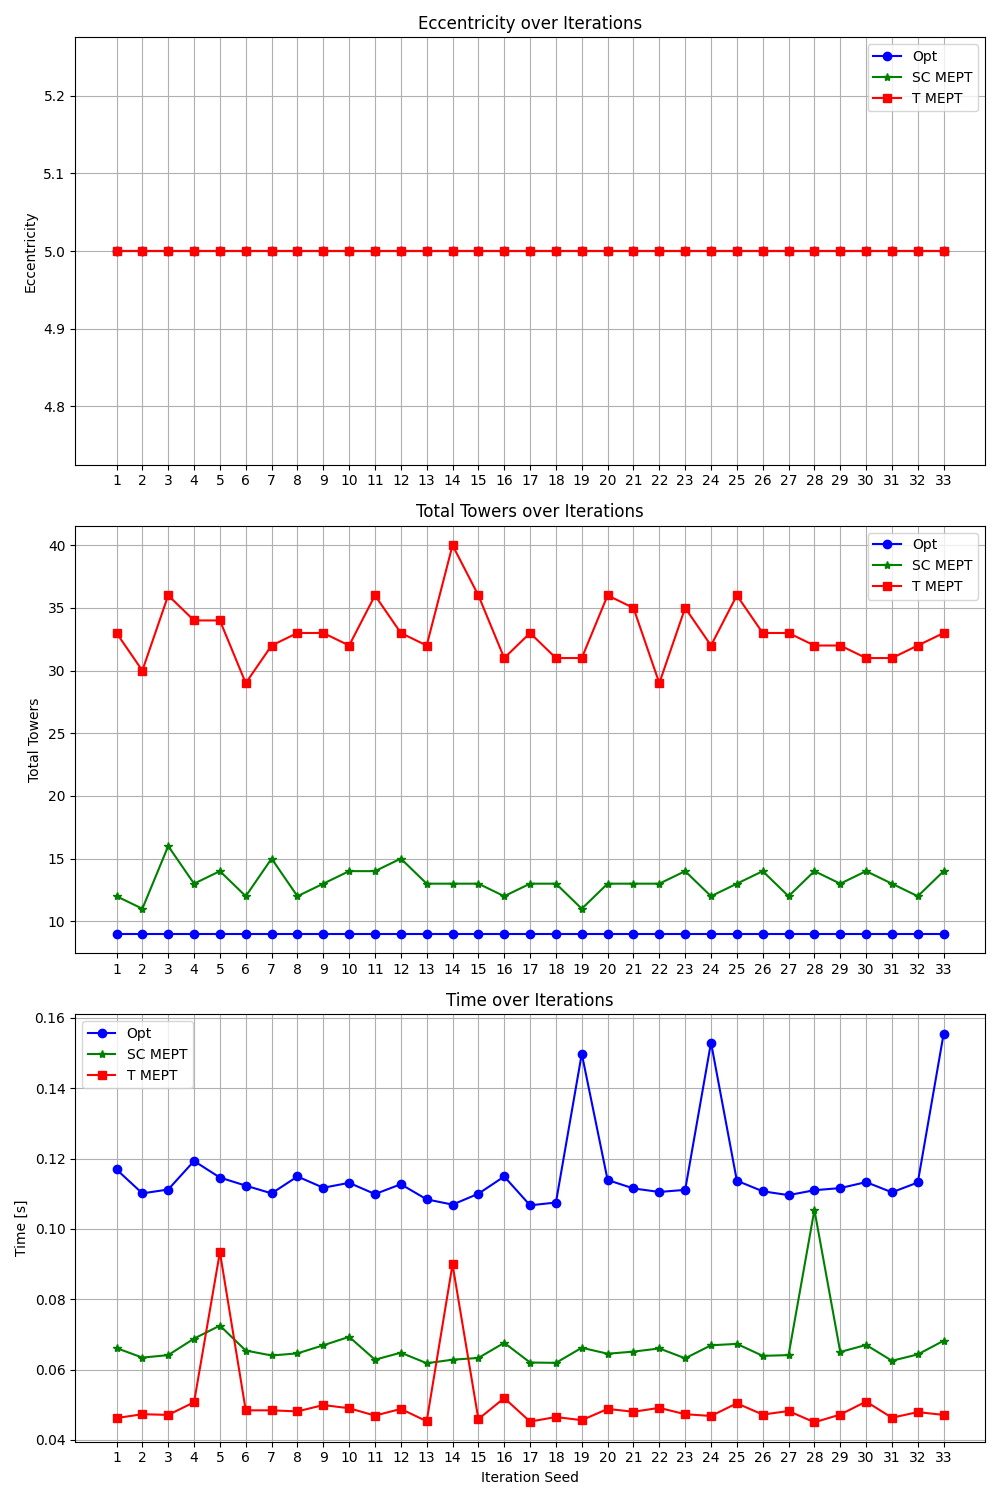 Eccentricity over Iterations
Opt
SC MEPT
T MEPT
5.2
5.1
5.0
4.9
4.8
Eccentricity
1 2 3 4 5 6 7 8 9 10 11 12 13 14 15 16 17 18 19 20 21 22 23 24 25 26 27 28 29 30 31 32 33
Total Towers over Iterations
Opt
SC MEPT
T MEPT
40
35
30
25
20
15
10
Total Towers
1 2 3 4 5 6 7 8 9 10 11 12 13 14 15 16 17 18 19 20 21 22 23 24 25 26 27 28 29 30 31 32 33
Time over Iterations
Opt
SC MEPT
T MEPT
0.16
0.14
0.12
0.10
0.08
0.06
0.04
Time [s]
1 2 3 4 5 6 7 8 9 10 11 12 13 14 15 16 17 18 19 20 21 22 23 24 25 26 27 28 29 30 31 32 33
Iteration Seed